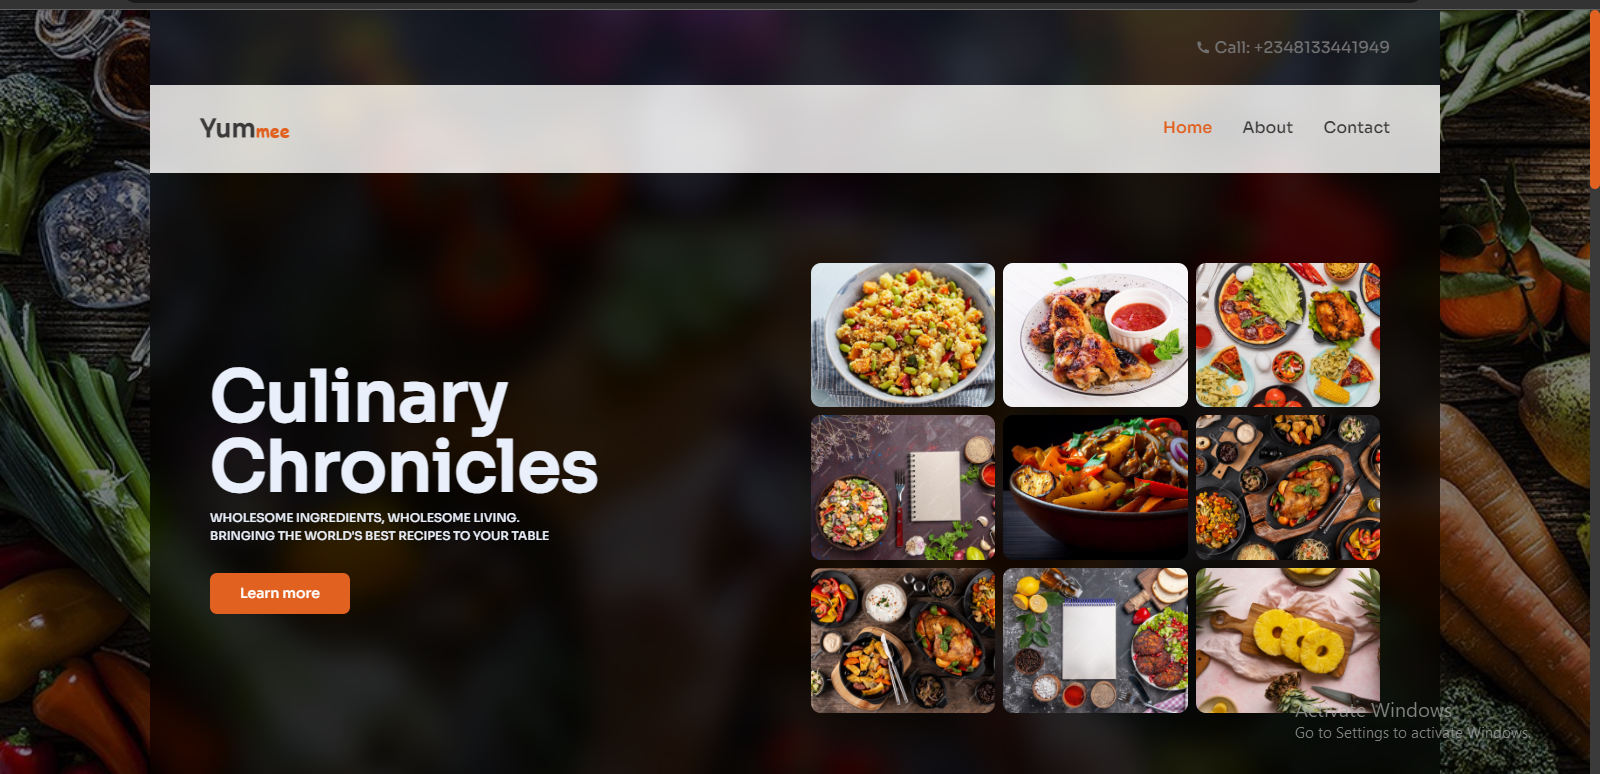 Call: +2348133441949
Yummee
Home About Contact
Culinary
Chronicles
WHOLESOME INGREDIENTS, WHOLESOME LIVING.
BRINGING THE WORLD'S BEST RECIPES TO YOUR TABLE
Learn more
Activate Windows
Go to Settings to activate Windows.